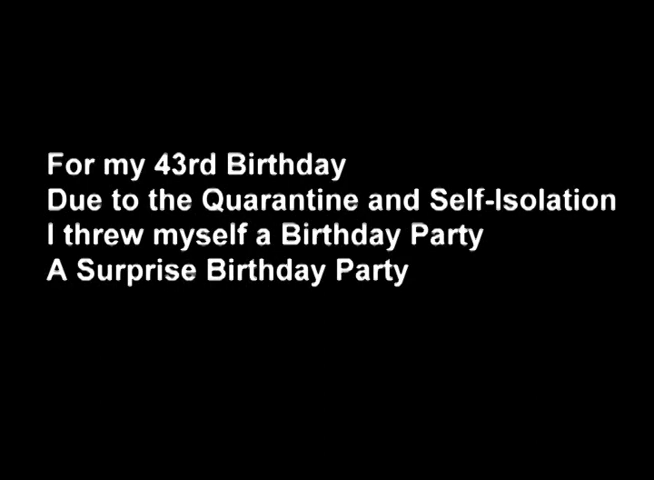 For my 43rd Birthday
Due to the Quarantine and Self-Isolation
I threw myself a Birthday Party
A Surprise Birthday Party